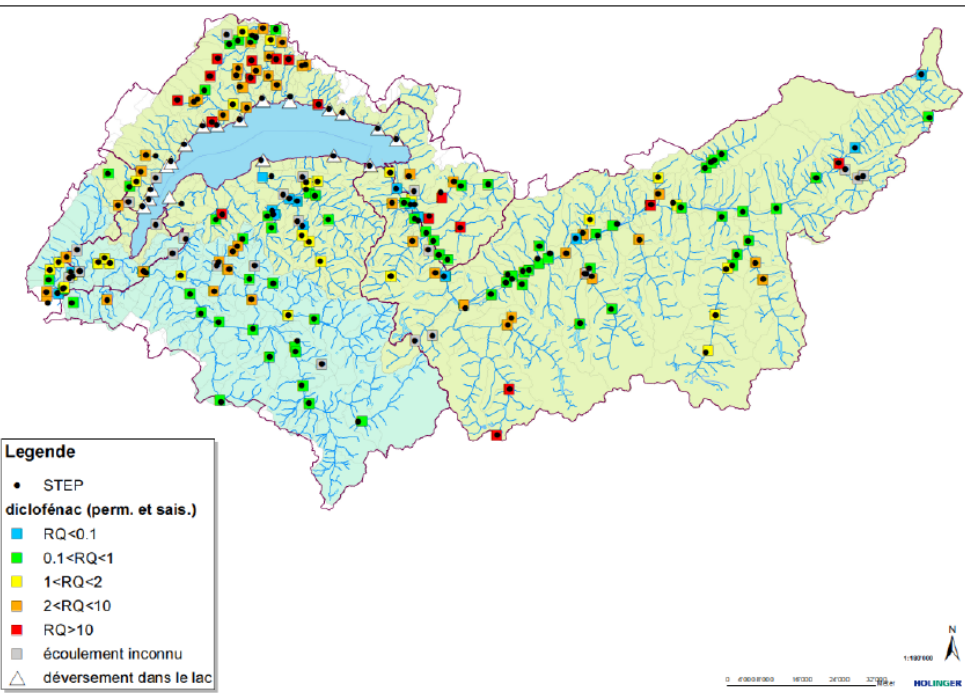 Legende
STEP
diclofénac (perm. et sais.)
RQ<0.1
0.1<RQ<1
1<RQ<2
2<RQ<10
RQ>10
écoulement inconnu
déversement dans le lac
N
HOLINGER